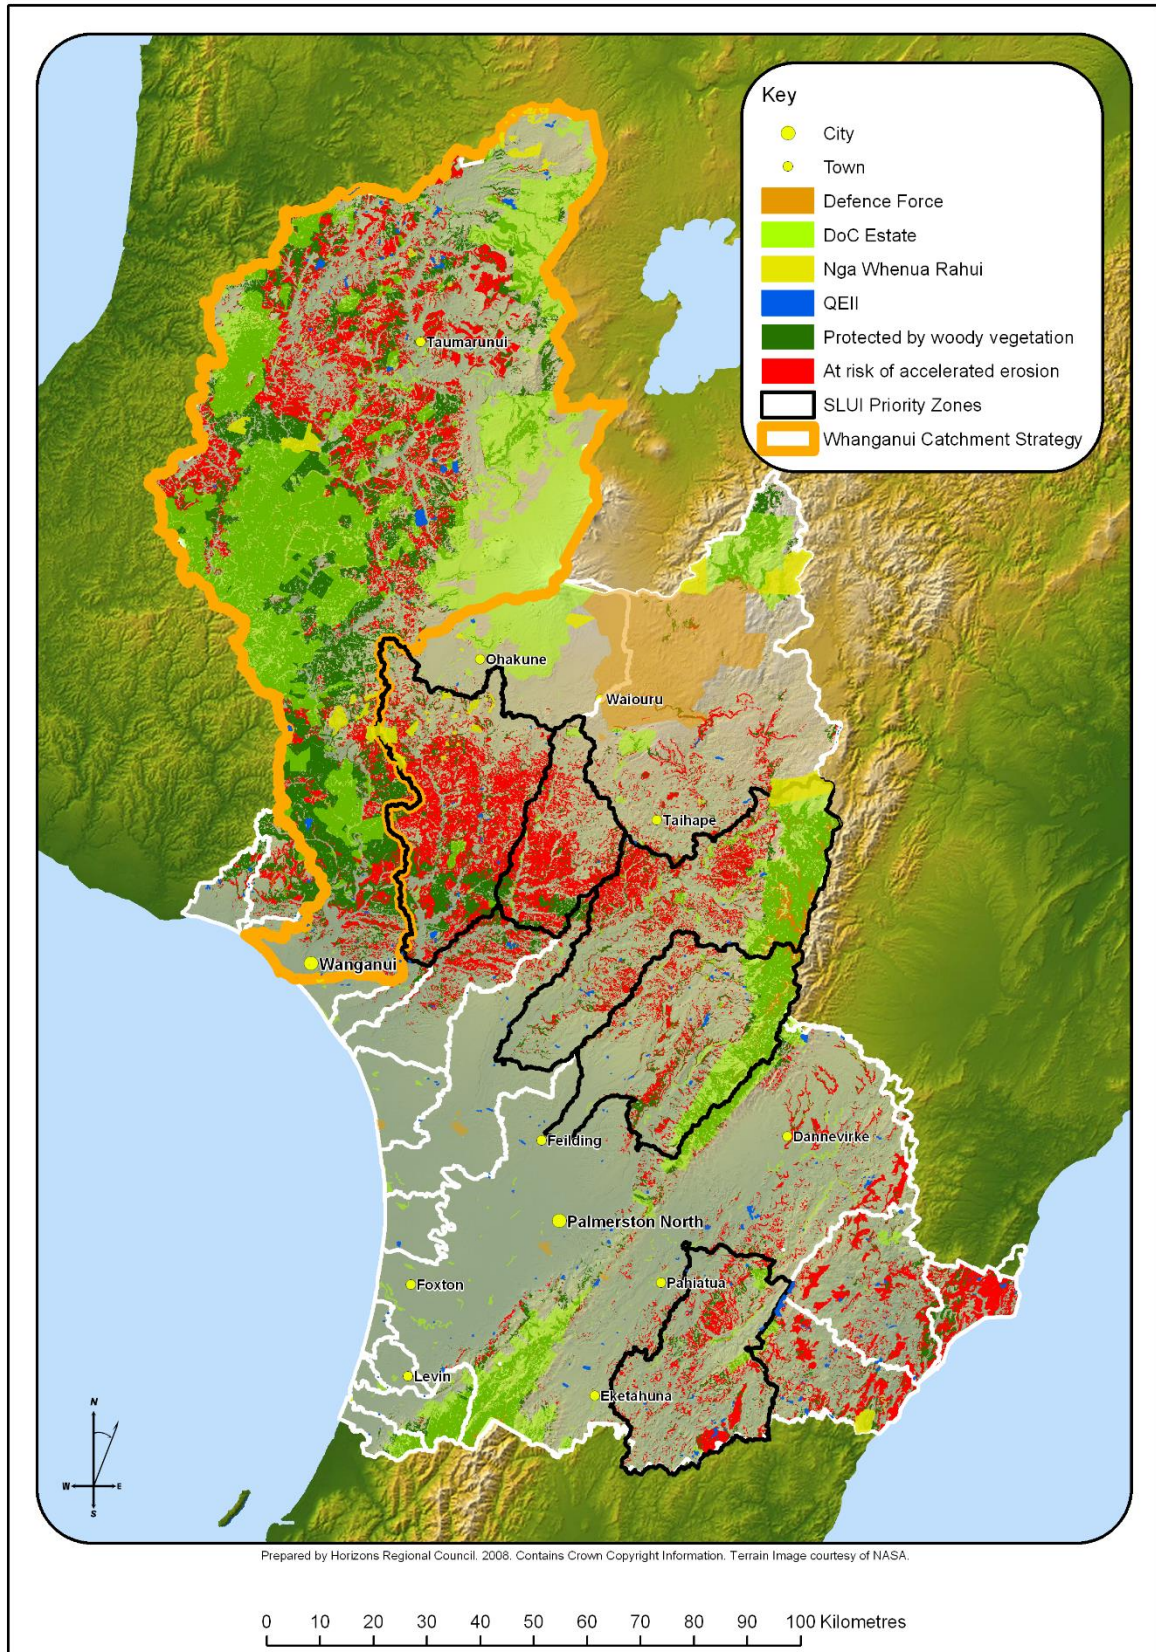 Key
City
Town
Defence Force
DoC Estate
Nga Whenua Rahui
QEII
Protected by woody vegetation
At risk of accelerated erosion
SLUI Priority Zones
Whanganui Catchment Strategy
Taumarunui
Ohakune
Waiouru
Taihape
Wanganui
Feilding
Dannevirke
Palmerston North
Foxton
Pahiatua
Levin
Eketahuna
N
W E
S
Prepared by Horizons Regional Council. 2008. Contains Crown Copyright Information. Terrain Image courtesy of NASA.
0 10 20 30 40 50 60 70 80 90 100 Kilometres